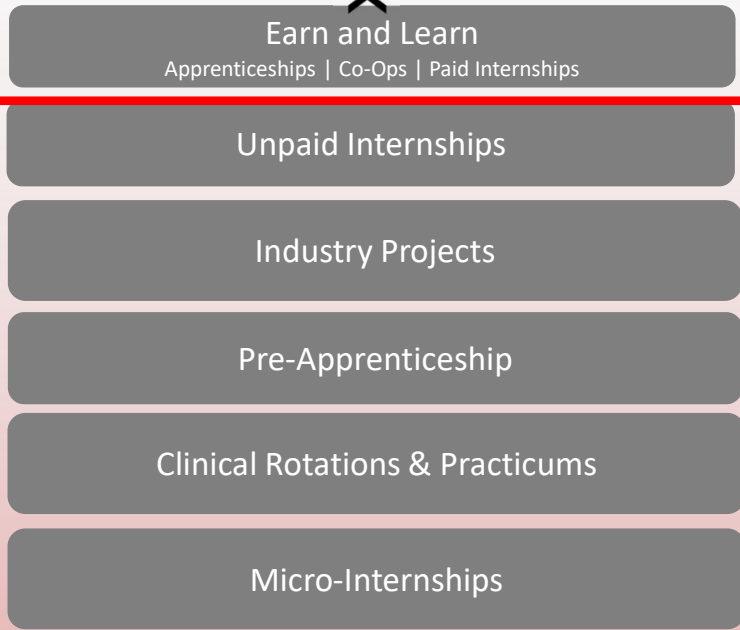 Earn and Learn
Apprenticeships | Co-Ops | Paid Internships
Unpaid Internships
Industry Projects
Pre-Apprenticeship
Clinical Rotations & Practicums
Micro-Internships